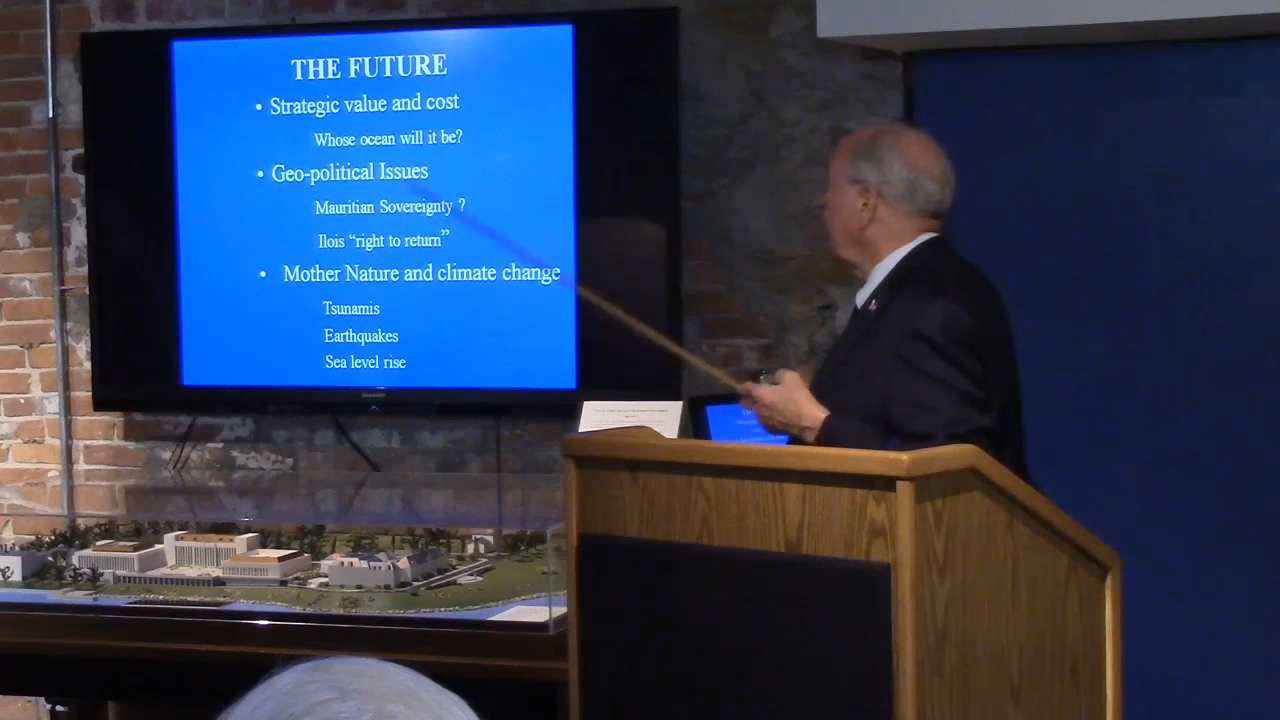 THE FUTURE
• Strategic value and cost
Whose ocean will it be?
• Geo-political Issues
Mauritian Sovereignty ?
Ilois “right to return”
• Mother Nature and climate change
Tsunamis
Earthquakes
Sea level rise